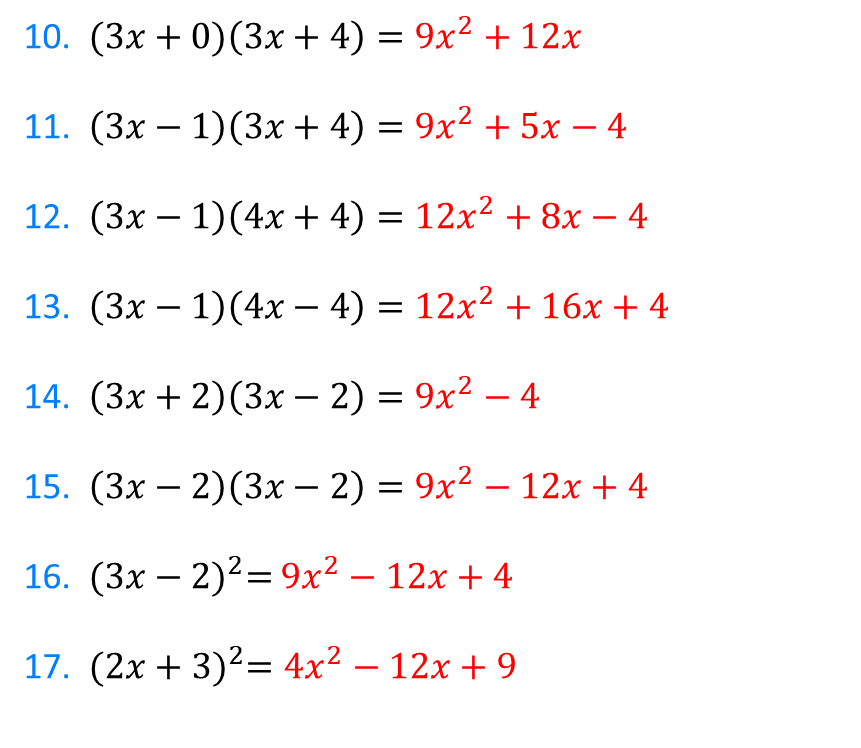 10. (3x + 0)(3x + 4) = 9x² + 12x
11. (3x − 1)(3x + 4) = 9x² + 5x − 4
12. (3x − 1)(4x + 4) = 12x² + 8x − 4
13. (3x − 1)(4x − 4) = 12x² + 16x + 4
14. (3x + 2)(3x − 2) = 9x² − 4
15. (3x − 2)(3x − 2) = 9x² − 12x + 4
16. (3x − 2)²= 9x² − 12x + 4
17. (2x + 3)²= 4x² − 12x + 9